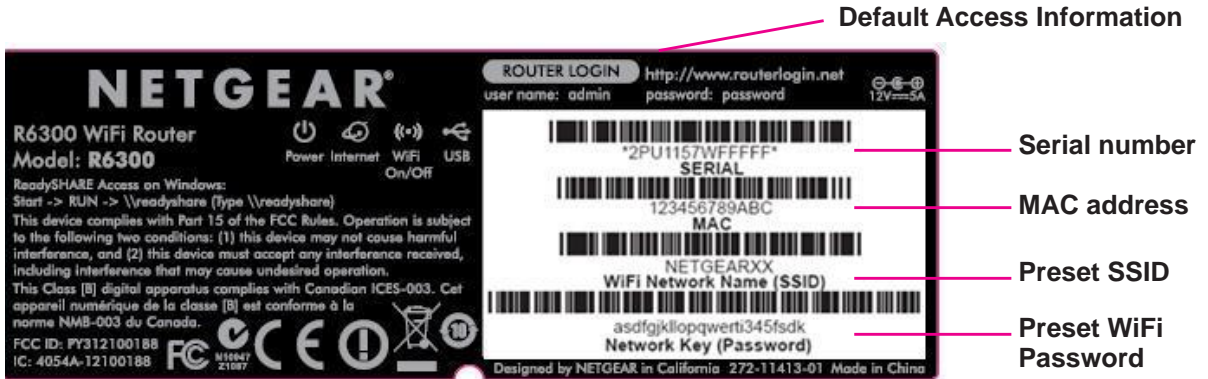 Default Access Information
NETGEAR®
ROUTER LOGIN http://www.routerlogin.net
user name: admin password: password
12V 5A
R6300 WiFi Router
Model: R6300
Power Internet WiFi On/Off USB
ReadySHARE Access on Windows:
Start -> RUN -> \\readyshare (Type \\readyshare)
This device complies with Part 15 of the FCC Rules. Operation is subject
to the following two conditions: (1) this device may not cause harmful
interference, and (2) this device must accept any interference received,
including interference that may cause undesired operation.
This Class [B] digital apparatus complies with Canadian ICES-003. Cet
appareil numérique de la classe [B] est conforme à la
norme NMB-003 du Canada.
FCC ID: PY312100188
IC: 4054A-12100188
FC
N10947
Z1087
CE
10
*2PU1157WFFFFF*
SERIAL
123456789ABC
MAC
NETGEARXX
WiFi Network Name (SSID)
asdfgjkllopqwerti345fsdk
Network Key (Password)
Designed by NETGEAR in California 272-11413-01 Made in China
Serial number
MAC address
Preset SSID
Preset WiFi
Password